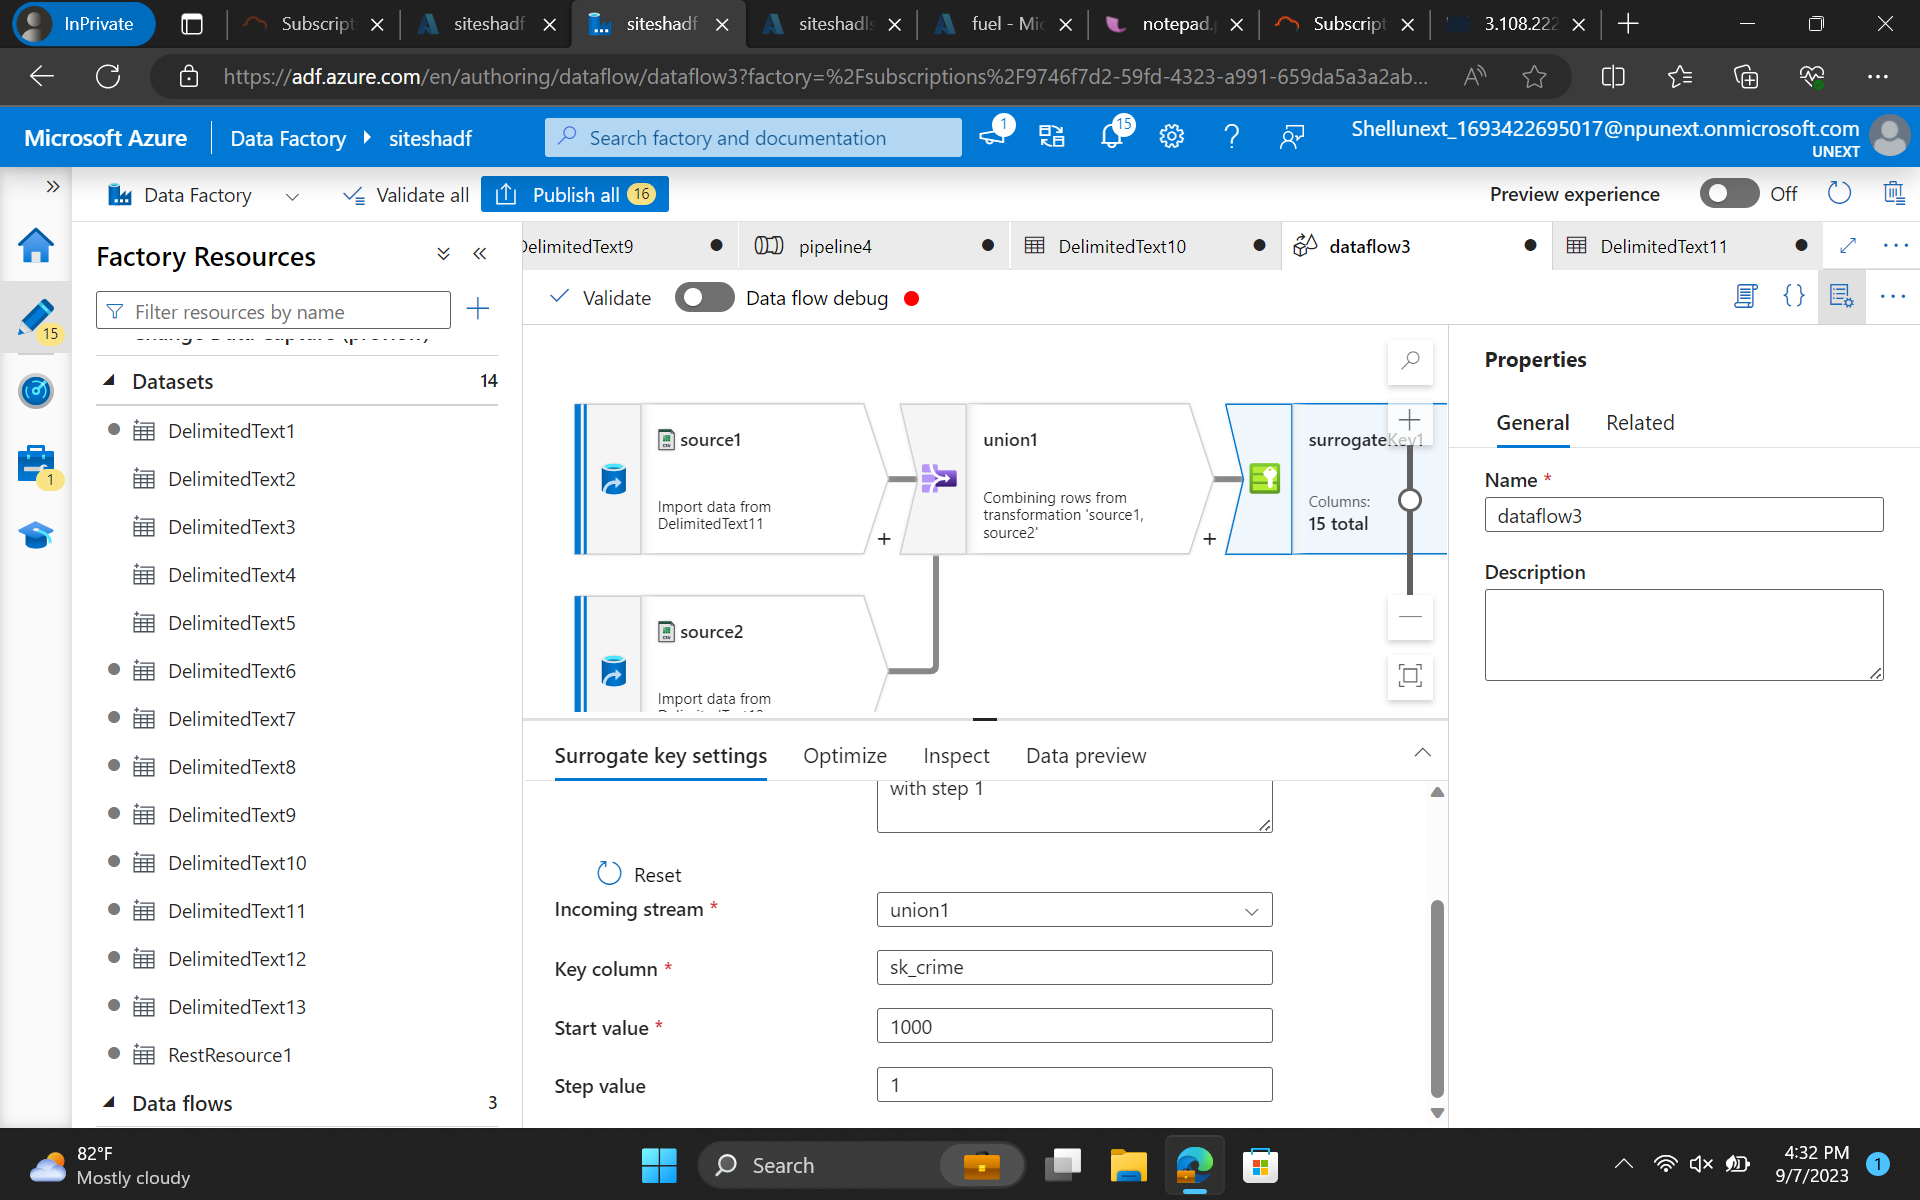 InPrivate
Subscript
siteshadf
siteshadf
siteshadls
fuel - Mic
notepad.
Subscript
3.108.222
https://adf.azure.com/en/authoring/dataflow/dataflow3?factory=%2Fsubscriptions%2F9746f7d2-59fd-4323-a991-659da5a3a2ab...
Microsoft Azure
Data Factory
siteshadf
Search factory and documentation
1
15
Shellunext_1693422695017@npunext.onmicrosoft.com
UNEXT
Data Factory
Validate all
Publish all 16
Preview experience
Off
15
1
Factory Resources
Filter resources by name
Change Data Capture (preview)
Datasets 14
DelimitedText1
DelimitedText2
DelimitedText3
DelimitedText4
DelimitedText5
DelimitedText6
DelimitedText7
DelimitedText8
DelimitedText9
DelimitedText10
DelimitedText11
DelimitedText12
DelimitedText13
RestResource1
Data flows 3
DelimitedText9
pipeline4
DelimitedText10
dataflow3
DelimitedText11
Validate
Data flow debug
source1
Import data from
DelimitedText11
union1
Combining rows from
transformation 'source1,
source2'
surrogateKey1
Columns:
15 total
source2
Import data from
Surrogate key settings
Optimize
Inspect
Data preview
with step 1
Reset
Incoming stream *
union1
Key column *
sk_crime
Start value *
1000
Step value
1
Properties
General
Related
Name *
dataflow3
Description
82°F
Mostly cloudy
Search
4:32 PM
9/7/2023
1